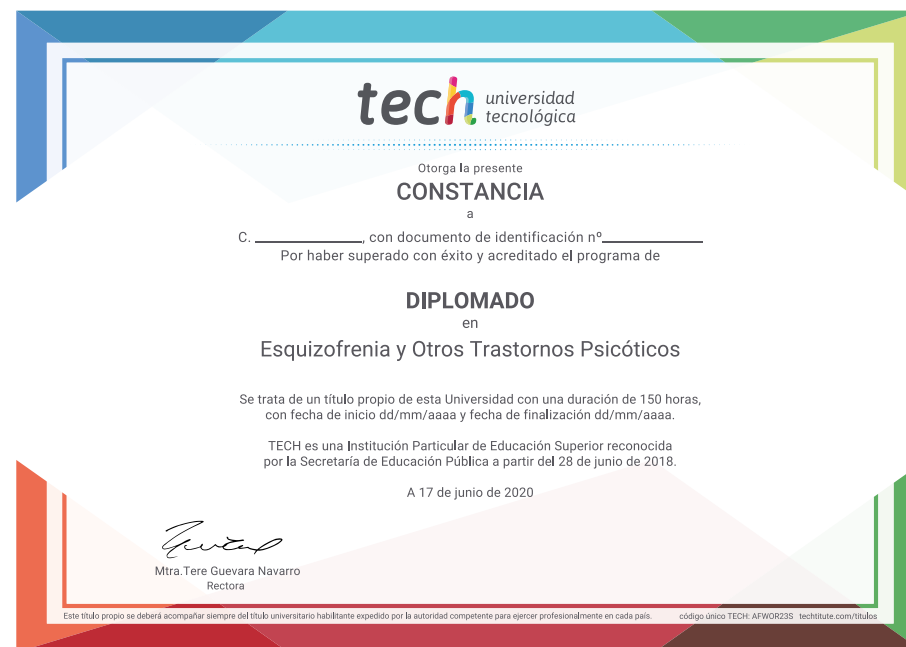 tech universidad
tecnológica
Otorga la presente
CONSTANCIA
a
C. ____________, con documento de identificación nº____________
Por haber superado con éxito y acreditado el programa de
DIPLOMADO
en
Esquizofrenia y Otros Trastornos Psicóticos
Se trata de un título propio de esta Universidad con una duración de 150 horas,
con fecha de inicio dd/mm/aaaa y fecha de finalización dd/mm/aaaa.
TECH es una Institución Particular de Educación Superior reconocida
por la Secretaría de Educación Pública a partir del 28 de junio de 2018.
A 17 de junio de 2020
Mtra.Tere Guevara Navarro
Rectora
Este título propio se deberá acompañar siempre del título universitario habilitante expedido por la autoridad competente para ejercer profesionalmente en cada país. código único TECH: AFWOR23S techtitute.com/titulos